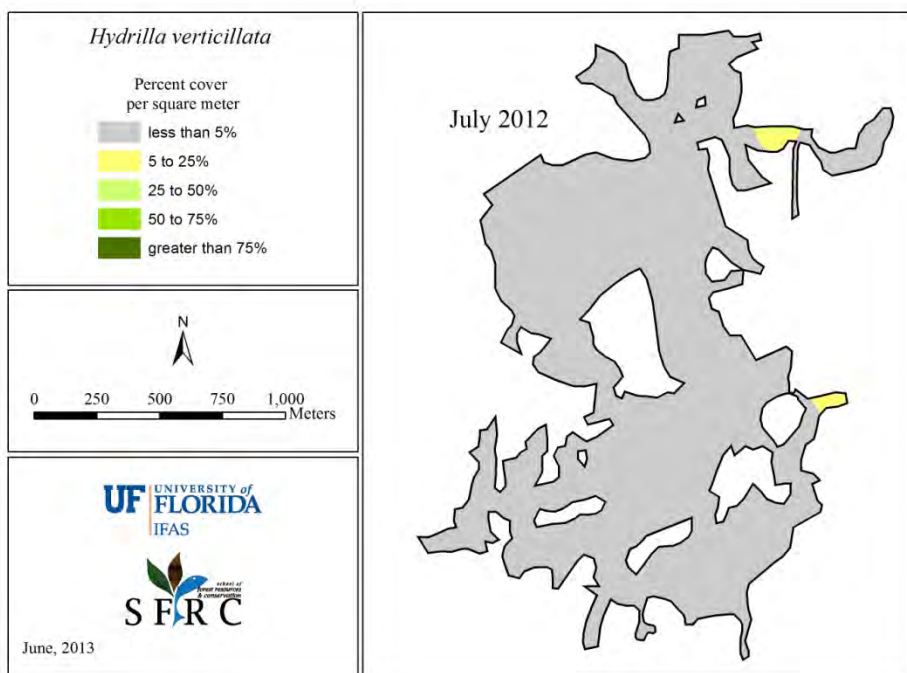 Hydrilla verticillata
Percent cover
per square meter
less than 5%
5 to 25%
25 to 50%
50 to 75%
greater than 75%
N
0 250 500 750 1,000
Meters
UF UNIVERSITY of
FLORIDA
IFAS
school of
forest resources
& conservation
SFRC
June, 2013
July 2012